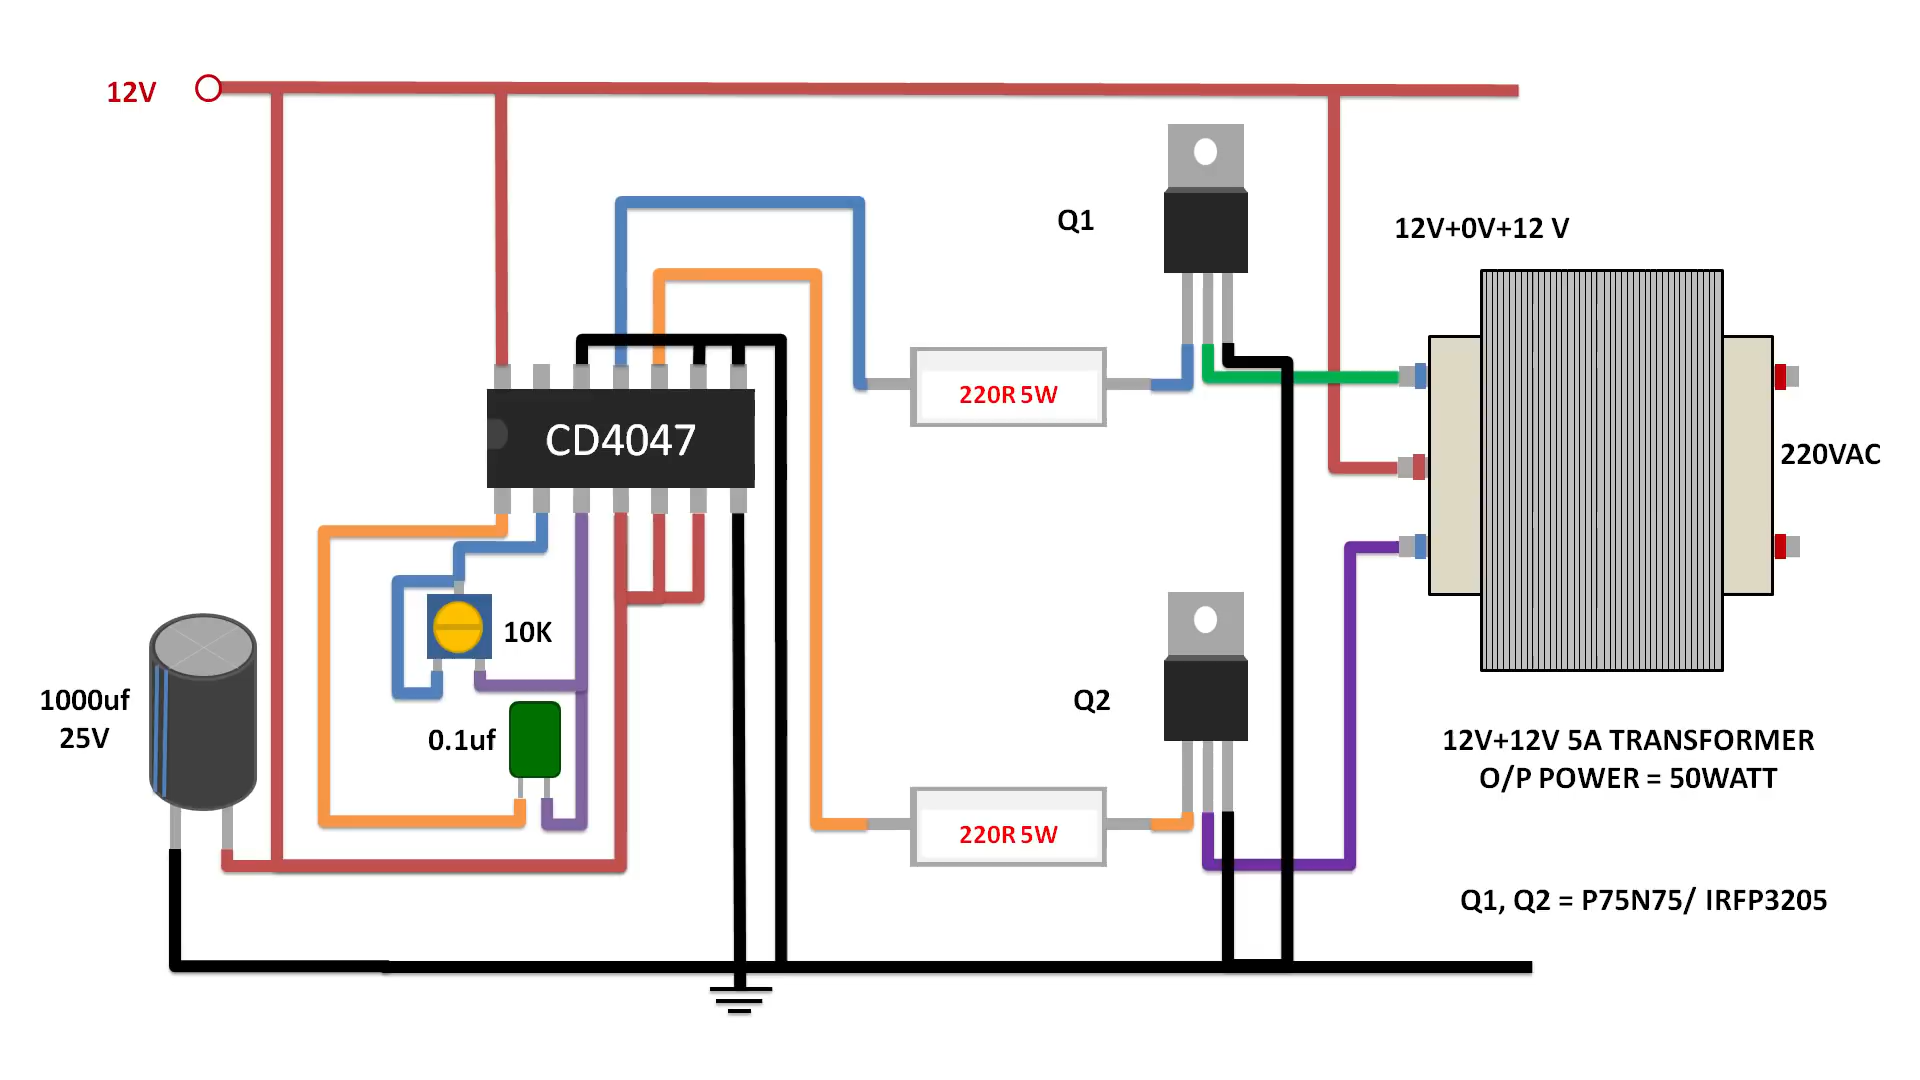 12V
Q1
12V+0V+12 V
220R 5W
CD4047
220VAC
10K
1000uf
25V
0.1uf
Q2
12V+12V 5A TRANSFORMER
O/P POWER = 50WATT
220R 5W
Q1, Q2 = P75N75/ IRFP3205